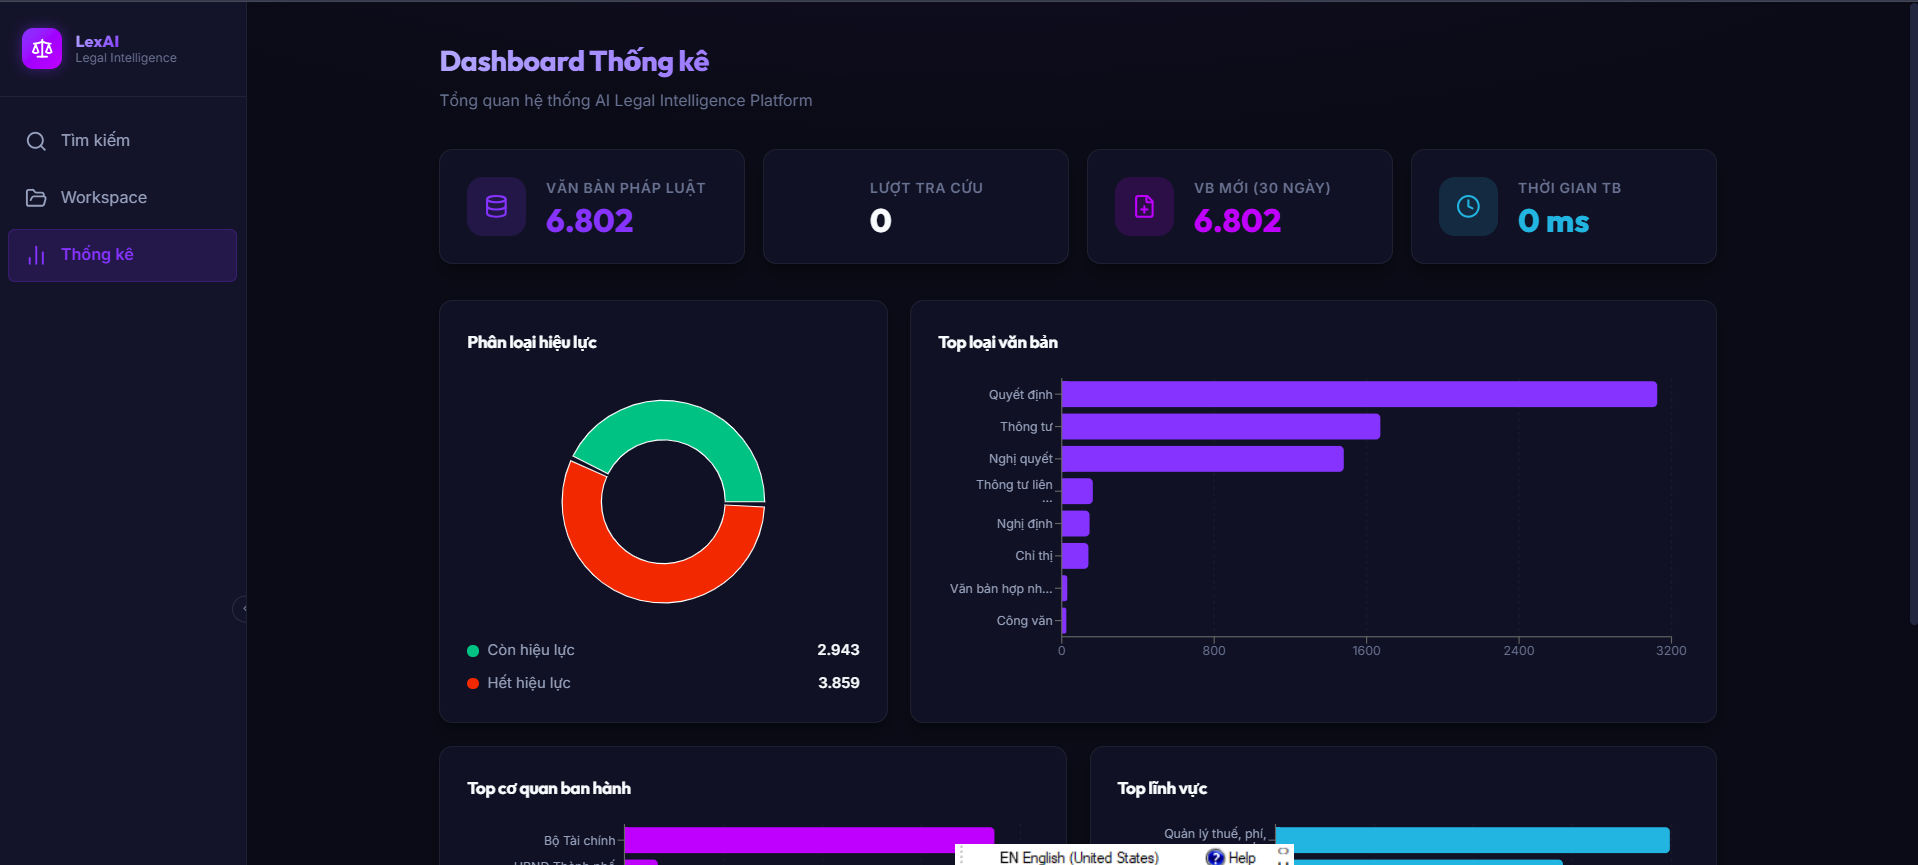 LexAI
Legal Intelligence
Tìm kiếm
Workspace
Thống kê
Dashboard Thống kê
Tổng quan hệ thống AI Legal Intelligence Platform
VĂN BẢN PHÁP LUẬT
6.802
LƯỢT TRA CỨU
0
VB MỚI (30 NGÀY)
6.802
THỜI GIAN TB
0 ms
Phân loại hiệu lực
Còn hiệu lực 2.943
Hết hiệu lực 3.859
Top loại văn bản
Quyết định
Thông tư
Nghị quyết
Thông tư liên
...
Nghị định
Chỉ thị
Văn bản hợp nh...
Công văn
0 800 1600 2400 3200
Top cơ quan ban hành
Bộ Tài chính
UBND Thành phố
Top lĩnh vực
Quản lý thuế, phí,
EN English (United States) Help